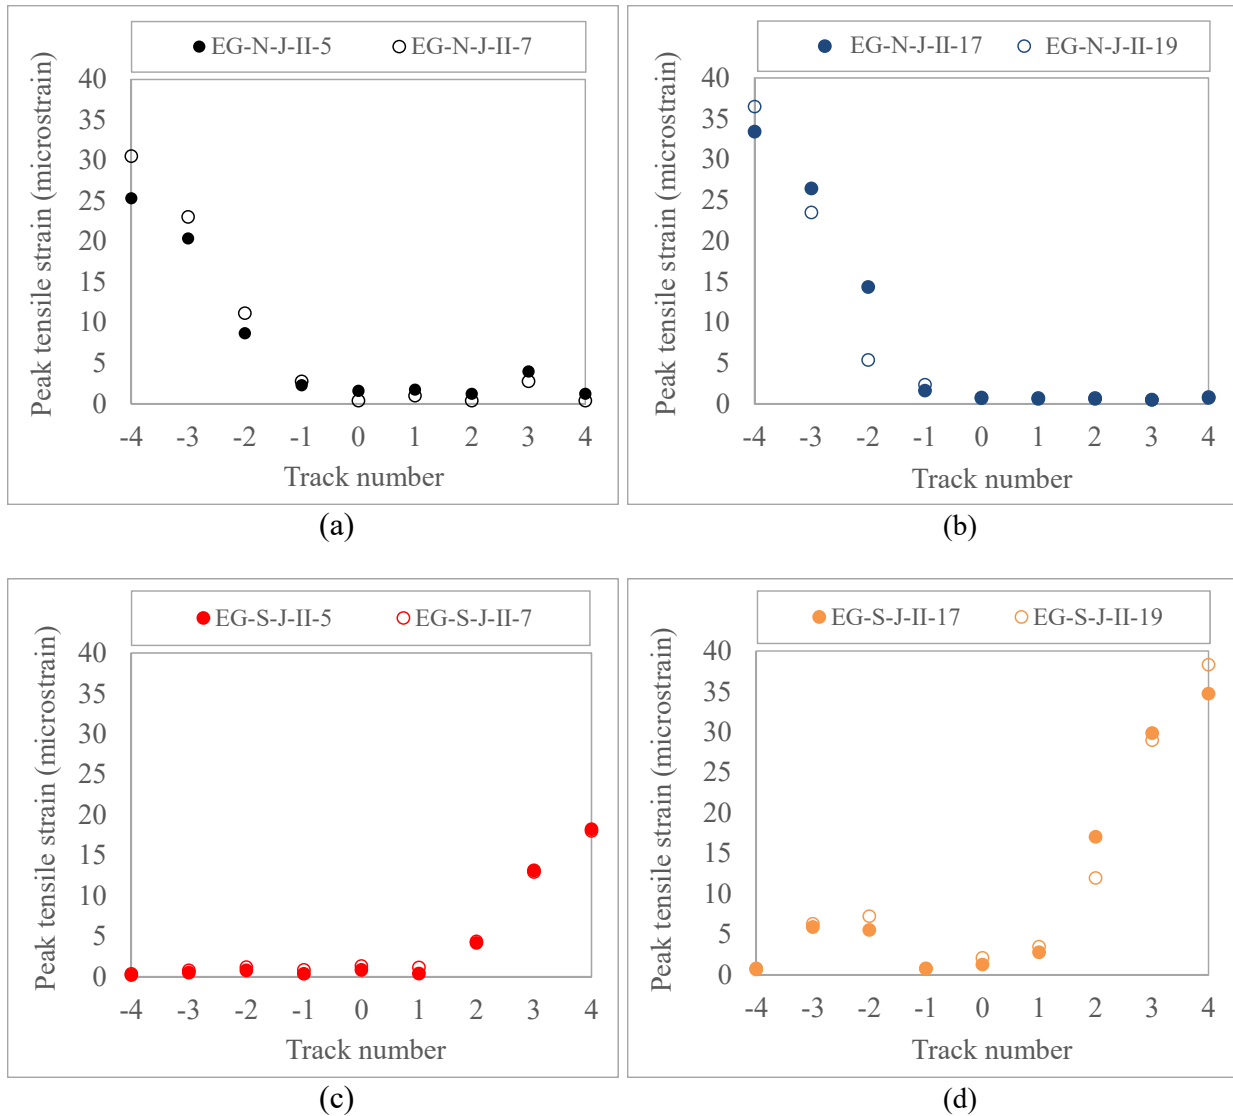 EG-N-J-II-5 EG-N-J-II-7
40
35
30
25
20
15
10
5
0
Peak tensile strain (microstrain)
-4 -3 -2 -1 0 1 2 3 4
Track number
(a)
EG-N-J-II-17 EG-N-J-II-19
40
35
30
25
20
15
10
5
0
Peak tensile strain (microstrain)
-4 -3 -2 -1 0 1 2 3 4
Track number
(b)
EG-S-J-II-5 EG-S-J-II-7
40
35
30
25
20
15
10
5
0
Peak tensile strain (microstrain)
-4 -3 -2 -1 0 1 2 3 4
Track number
(c)
EG-S-J-II-17 EG-S-J-II-19
40
35
30
25
20
15
10
5
0
Peak tensile strain (microstrain)
-4 -3 -2 -1 0 1 2 3 4
Track number
(d)